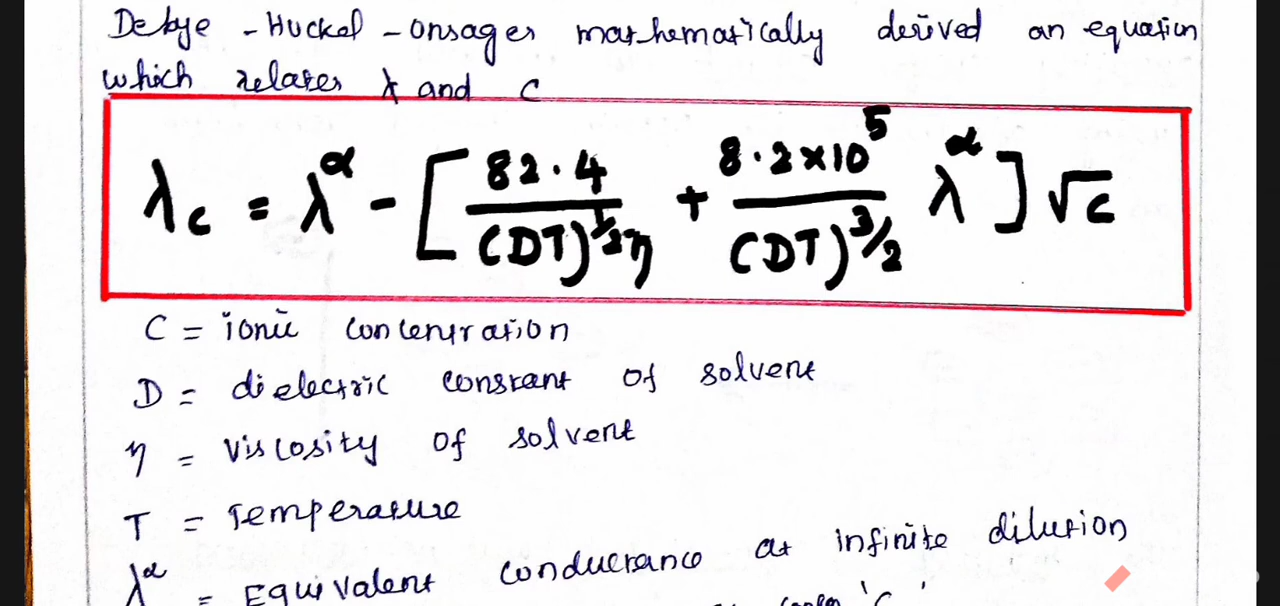 Debye - Huckel - Onsager mathematically derived an equation
which relates λ and C
λc = λ^α - [ 82.4 / (DT)^1/2 η + 8.2 × 10^5 / (DT)^3/2 λ^α ] √c
C = ionic concentration
D = dielectric constant of solvent
η = Viscosity of solvent
T = Temperature
λ^α = Equivalent conductance at infinite dilution
'c'